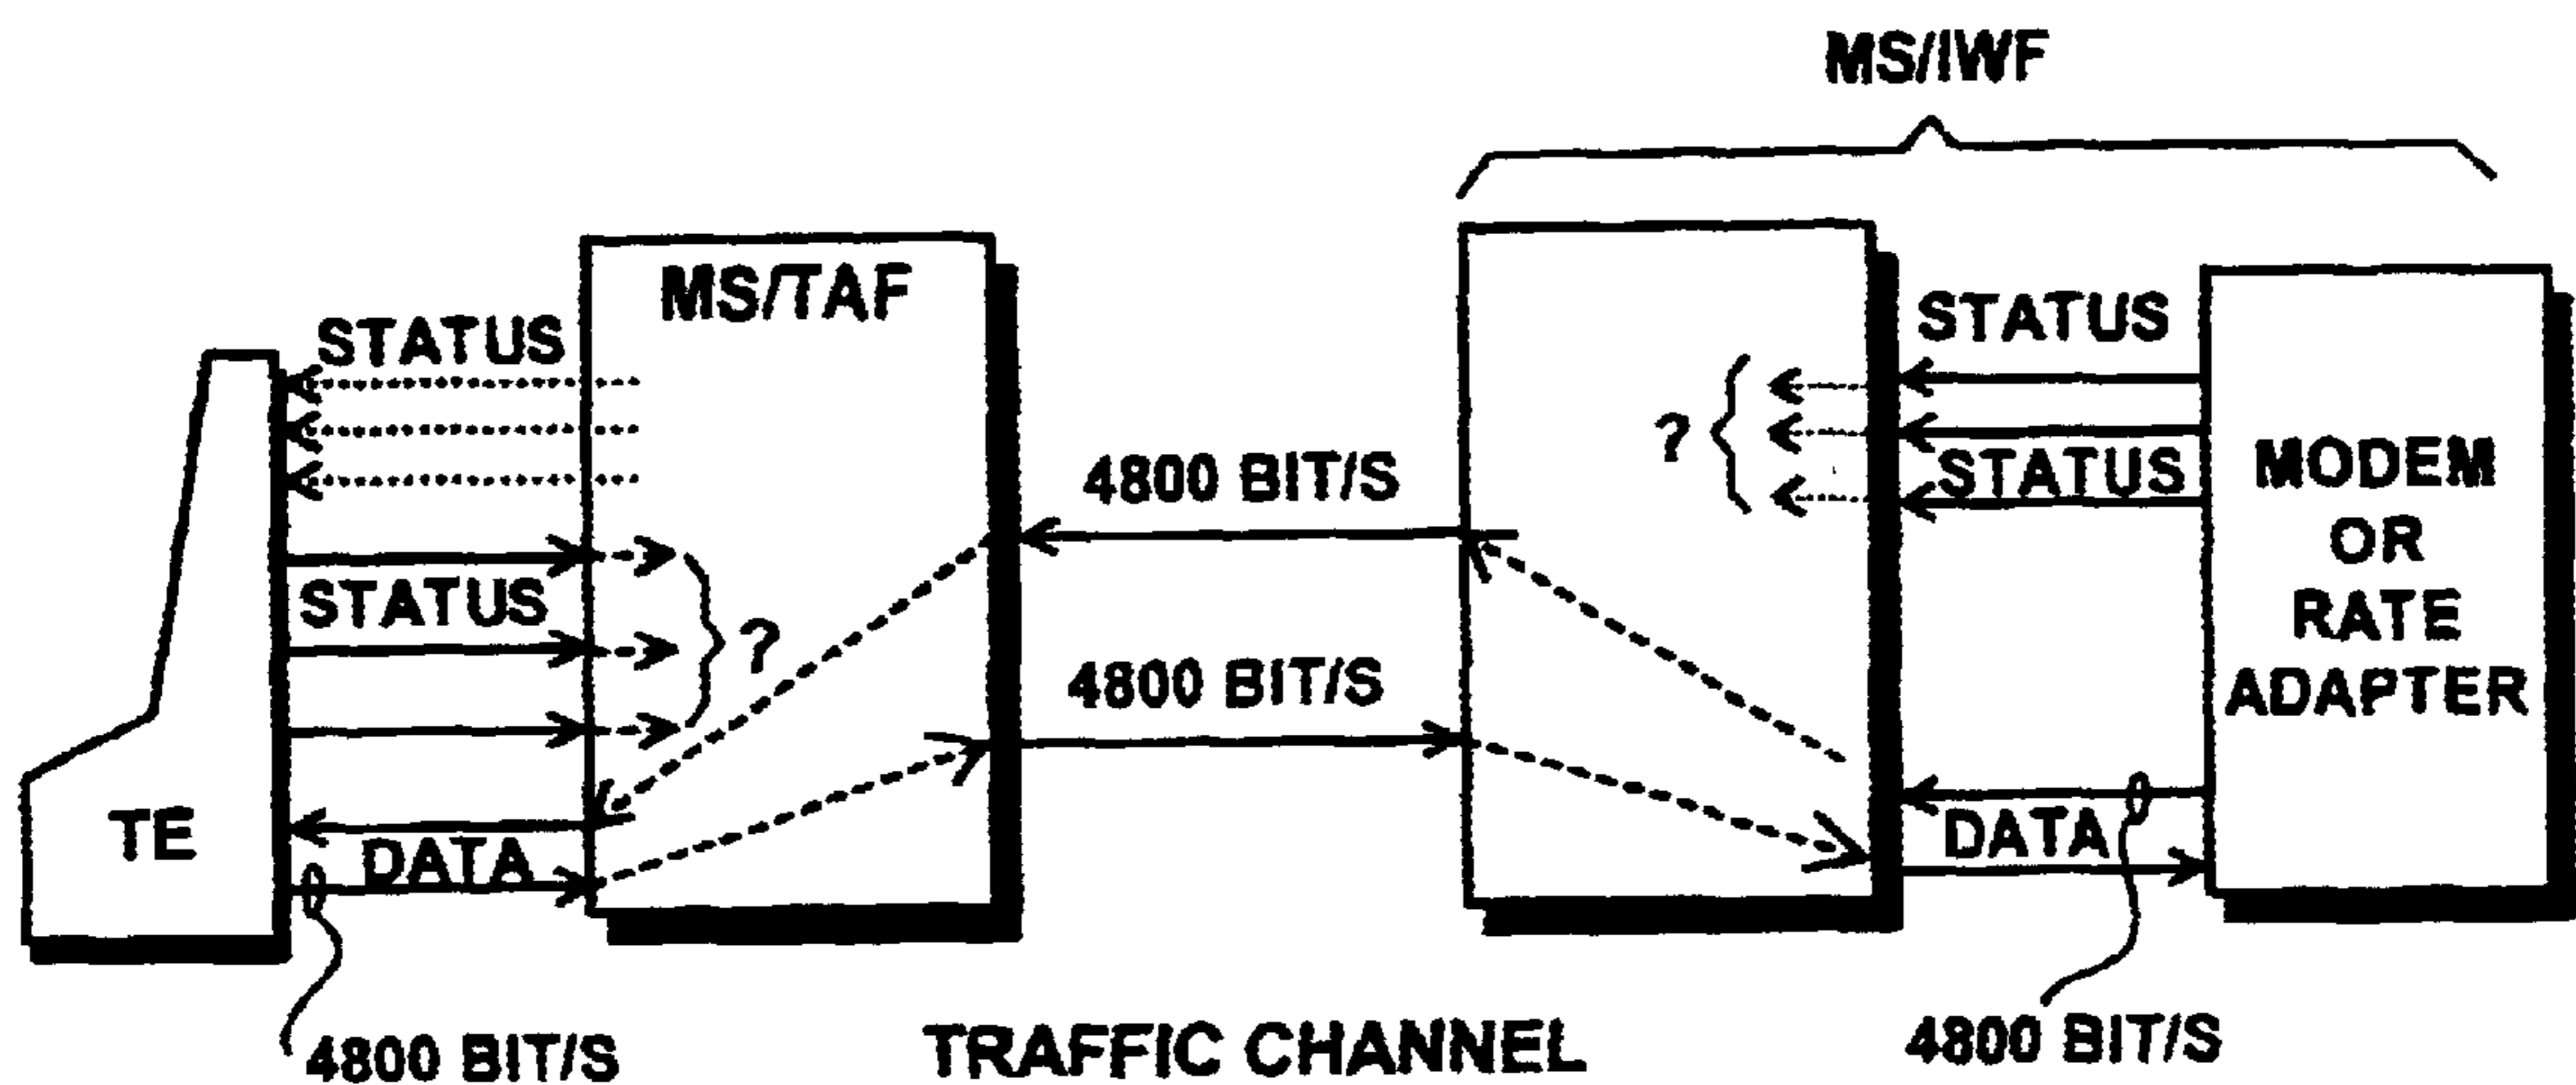 MS/IWF
MS/TAF
STATUS
STATUS
?
4800 BIT/S
STATUS
MODEM
OR
RATE
ADAPTER
STATUS
?
4800 BIT/S
TE
DATA
DATA
4800 BIT/S
TRAFFIC CHANNEL
4800 BIT/S